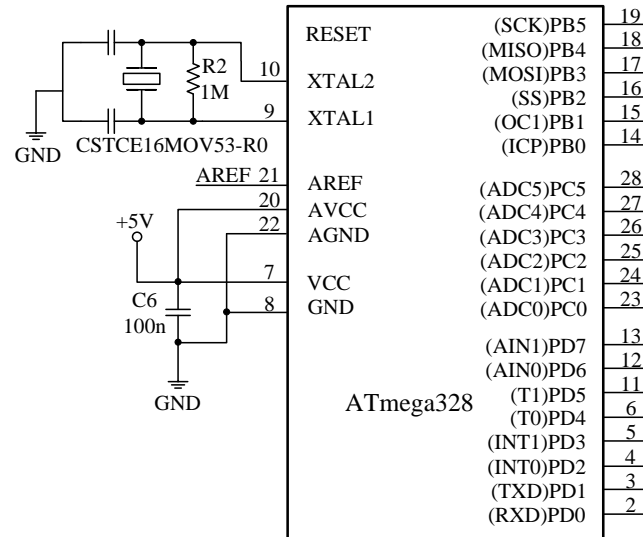 RESET
10 XTAL2
R2
1M
9 XTAL1
GND
CSTCE16MOV53-R0
AREF 21 AREF
20 AVCC
22 AGND
+5V
7 VCC
C6
100n
8 GND
GND
ATmega328
(SCK)PB5 19
(MISO)PB4 18
(MOSI)PB3 17
(SS)PB2 16
(OC1)PB1 15
(ICP)PB0 14
(ADC5)PC5 28
(ADC4)PC4 27
(ADC3)PC3 26
(ADC2)PC2 25
(ADC1)PC1 24
(ADC0)PC0 23
(AIN1)PD7 13
(AIN0)PD6 12
(T1)PD5 11
(T0)PD4 6
(INT1)PD3 5
(INT0)PD2 4
(TXD)PD1 3
(RXD)PD0 2